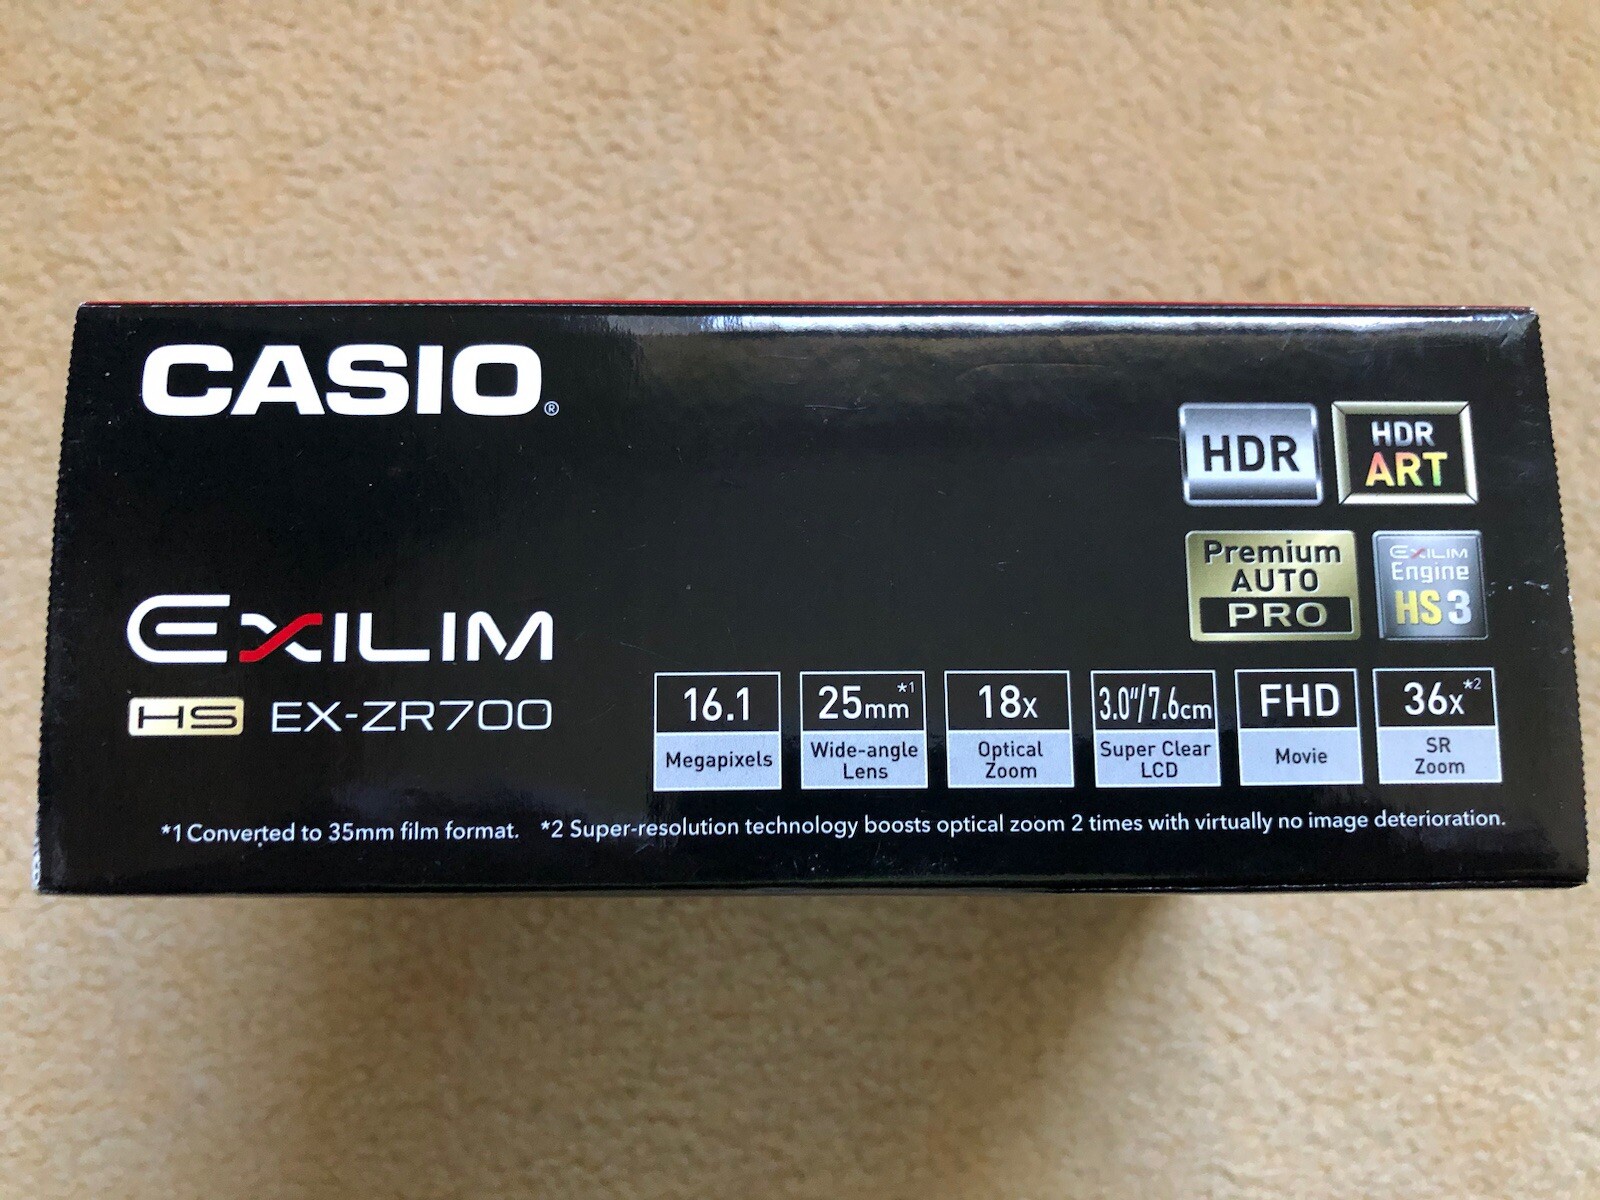 CASIO®
HDR
HDR
ART
Premium
AUTO
PRO
EXILIM
Engine
HS3
EXILIM
HS EX-ZR700
16.1
Megapixels
25mm*1
Wide-angle
Lens
18x
Optical
Zoom
3.0"/7.6cm
Super Clear
LCD
FHD
Movie
36x*2
SR
Zoom
*1 Converted to 35mm film format. *2 Super-resolution technology boosts optical zoom 2 times with virtually no image deterioration.